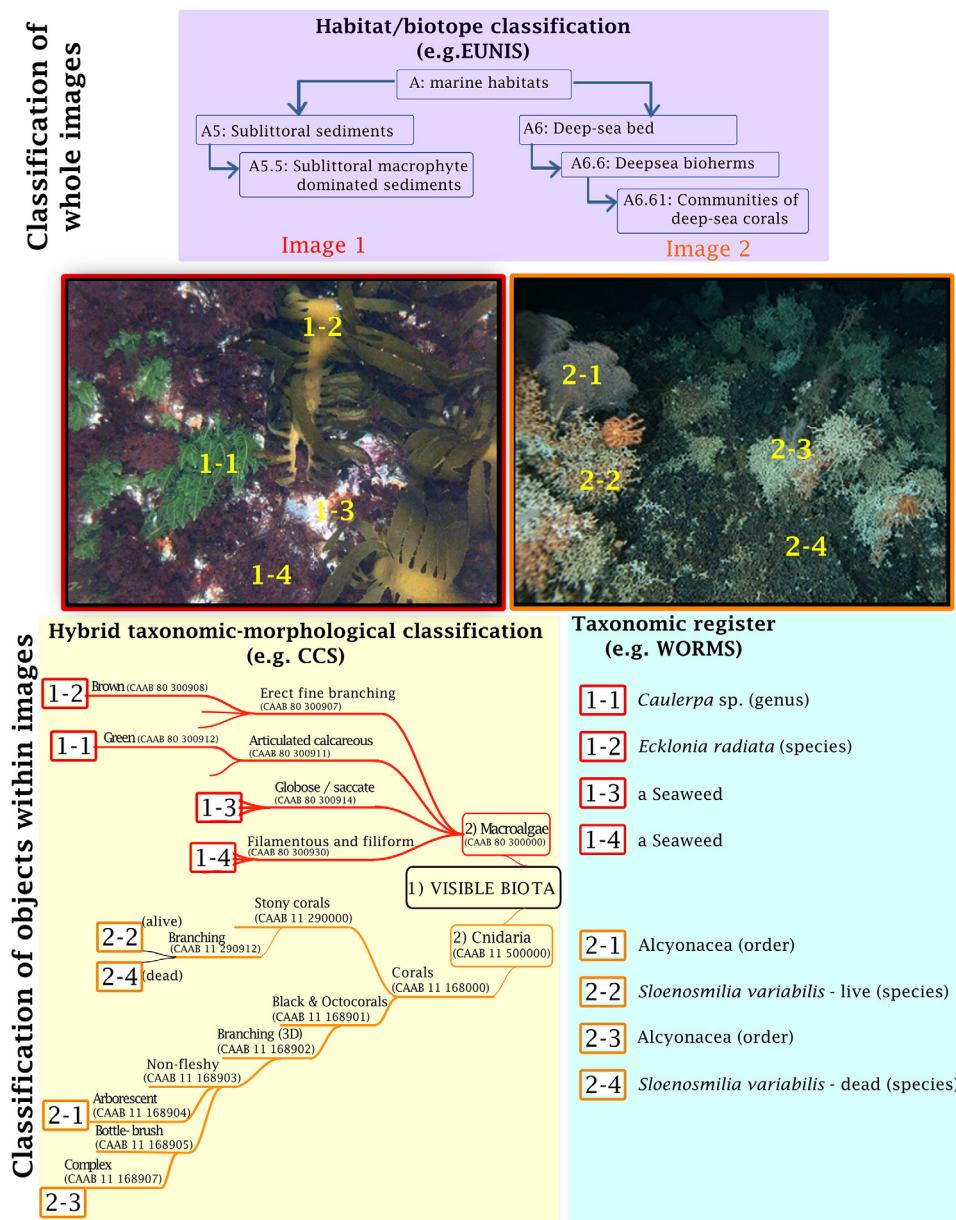 Classification of
whole images
Habitat/biotope classification
(e.g.EUNIS)
A: marine habitats
A5: Sublittoral sediments
A5.5: Sublittoral macrophyte
dominated sediments
A6: Deep-sea bed
A6.6: Deepsea bioherms
A6.61: Communities of
deep-sea corals
Image 1
Image 2
1-2
1-1
1-3
1-4
2-1
2-2
2-3
2-4
Classification of objects within images
Hybrid taxonomic-morphological classification
(e.g. CCS)
1-2
Brown (CAAB 80 300908)
Erect fine branching
(CAAB 80 300907)
1-1
Green (CAAB 80 300912)
Articulated calcareous
(CAAB 80 300911)
1-3
Globose / saccate
(CAAB 80 300914)
1-4
Filamentous and filiform
(CAAB 80 300930)
2) Macroalgae
(CAAB 80 300000)
1) VISIBLE BIOTA
2) Cnidaria
(CAAB 11 500000)
Stony corals
(CAAB 11 290000)
2-2
(alive)
Branching
(CAAB 11 290912)
2-4
(dead)
Corals
(CAAB 11 168000)
Black & Octocorals
(CAAB 11 168901)
Branching (3D)
(CAAB 11 168902)
Non-fleshy
(CAAB 11 168903)
2-1
Arborescent
(CAAB 11 168904)
Bottle- brush
(CAAB 11 168905)
Complex
(CAAB 11 168907)
2-3
Taxonomic register
(e.g. WORMS)
1-1 Caulerpa sp. (genus)
1-2 Ecklonia radiata (species)
1-3 a Seaweed
1-4 a Seaweed
2-1 Alcyonacea (order)
2-2 Sloenosmilia variabilis - live (species)
2-3 Alcyonacea (order)
2-4 Sloenosmilia variabilis - dead (species)